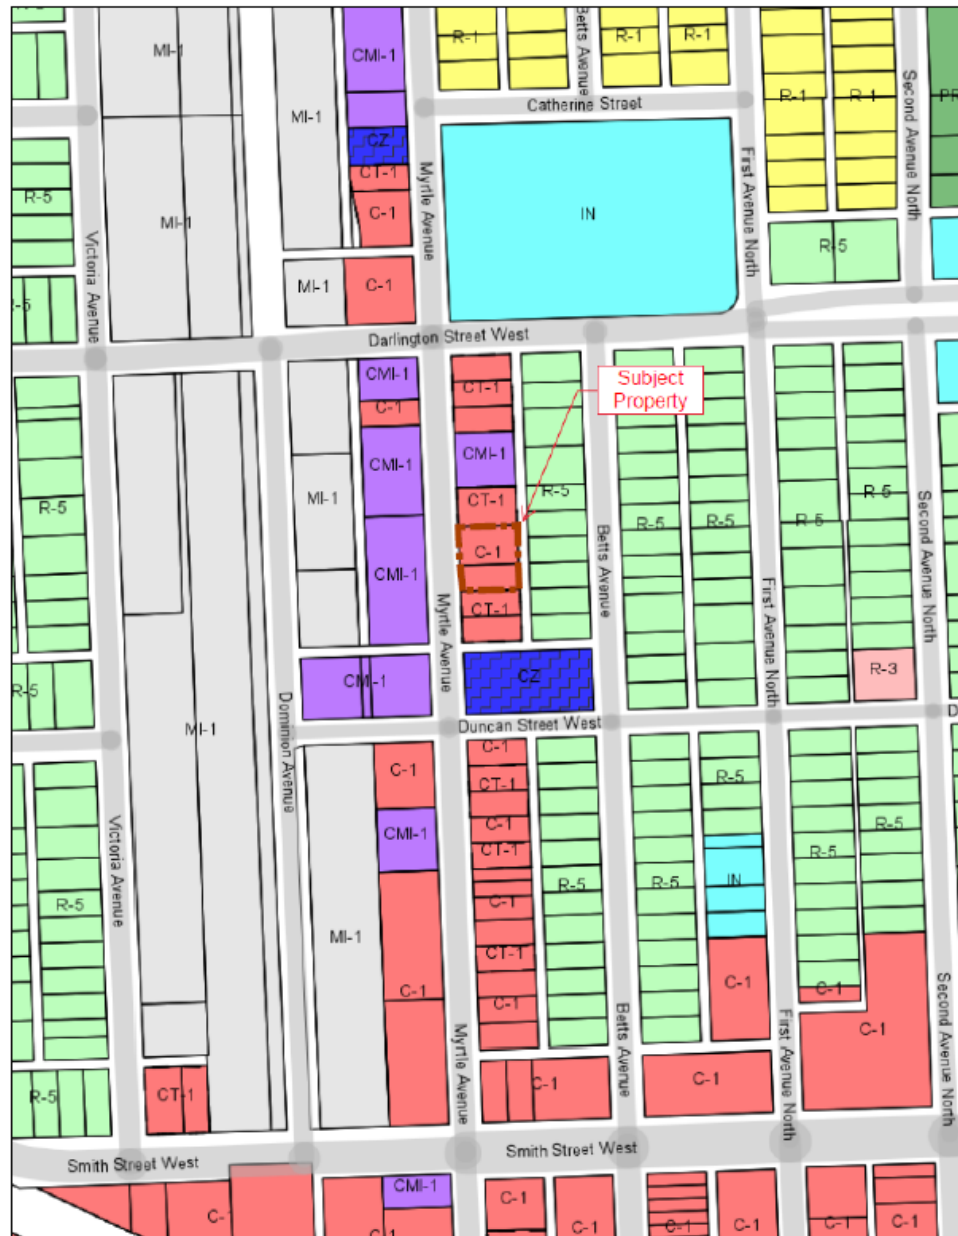 MI-1
CMI-1
R-1
Betts Avenue
R-1
R-1
Catherine Street
R-1
R-1
Second Avenue North
MI-1
CZ
CT-1
C-1
Myrtle Avenue
IN
First Avenue North
R-5
R-5
MI-1
Victoria Avenue
MI-1
C-1
Darlington Street West
CMI-1
C-1
CT-1
Subject
Property
CMI-1
CMI-1
MI-1
CT-1
R-5
R-5
R-5
R-5
R-5
R-5
C-1
CMI-1
CT-1
Betts Avenue
Myrtle Avenue
First Avenue North
Second Avenue North
R-5
CMI-1
CZ
R-3
MI-1
Dominion Avenue
Duncan Street West
D
C-1
C-1
CT-1
R-5
C-1
CMI-1
CT-1
R-5
R-5
Victoria Avenue
R-5
C-1
R-5
R-5
IN
MI-1
CT-1
C-1
C-1
C-1
C-1
C-1
Myrtle Avenue
Betts Avenue
First Avenue North
Second Avenue North
R-5
CT-1
C-1
C-1
Smith Street West
Smith Street West
CMI-1
C-1
C-1
C-1
C-1
C-1
C-1
C-1